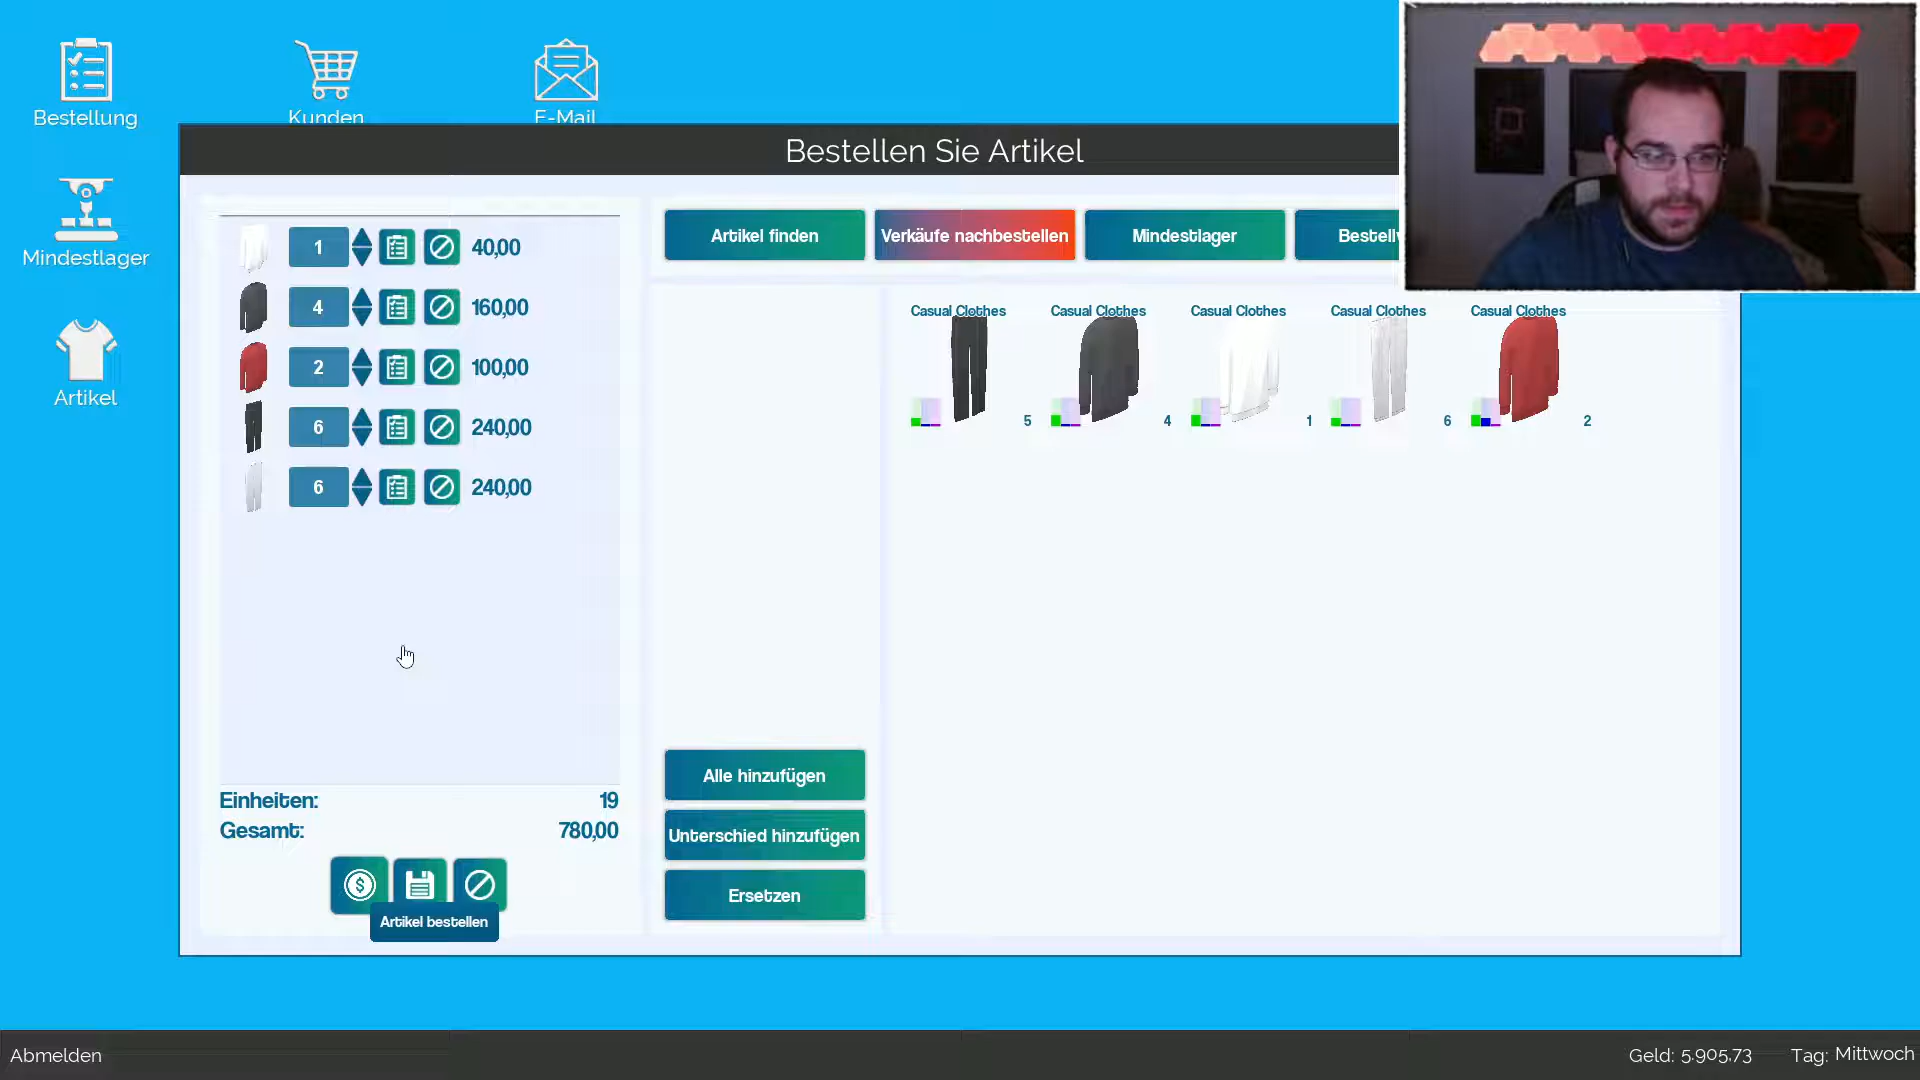 Bestellung
Kunden
E-Mail
Mindestlager
Artikel
Bestellen Sie Artikel
Artikel finden
Verkäufe nachbestellen
Mindestlager
1
40,00
4
160,00
2
100,00
6
240,00
6
240,00
Casual Clothes
Casual Clothes
Casual Clothes
Casual Clothes
Casual Clothes
5
4
1
6
2
Einheiten: 19
Gesamt: 780,00
Artikel bestellen
Alle hinzufügen
Unterschied hinzufügen
Ersetzen
Abmelden
Geld: 5.905,73
Tag: Mittwoch